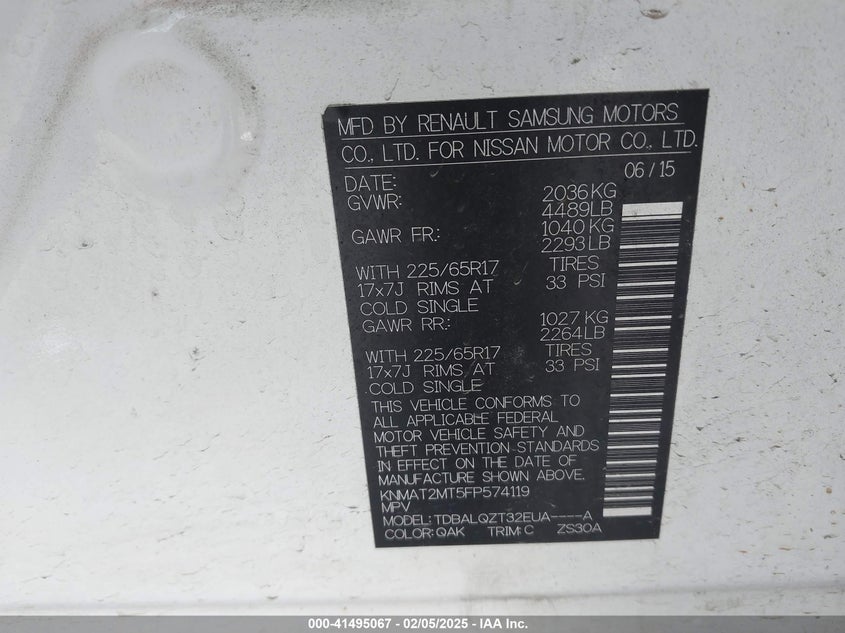 MFD BY RENAULT SAMSUNG MOTORS
CO., LTD. FOR NISSAN MOTOR CO., LTD.
DATE: 06/15
GVWR: 2036KG
4489LB
GAWR FR.: 1040 KG
2293LB
WITH 225/65R17 TIRES
17x7J RIMS AT 33 PSI
COLD SINGLE
GAWR RR.: 1027 KG
2264LB
WITH 225/65R17 TIRES
17x7J RIMS AT 33 PSI
COLD SINGLE
THIS VEHICLE CONFORMS TO
ALL APPLICABLE FEDERAL
MOTOR VEHICLE SAFETY AND
THEFT PREVENTION STANDARDS
IN EFFECT ON THE DATE OF
MANUFACTURE SHOWN ABOVE.
KNMAT2MT5FP574119
MPV
MODEL: TDBALQZT32EUA----A
COLOR: QAK TRIM: C ZS30A
000-41495067 - 02/05/2025 - IAA Inc.